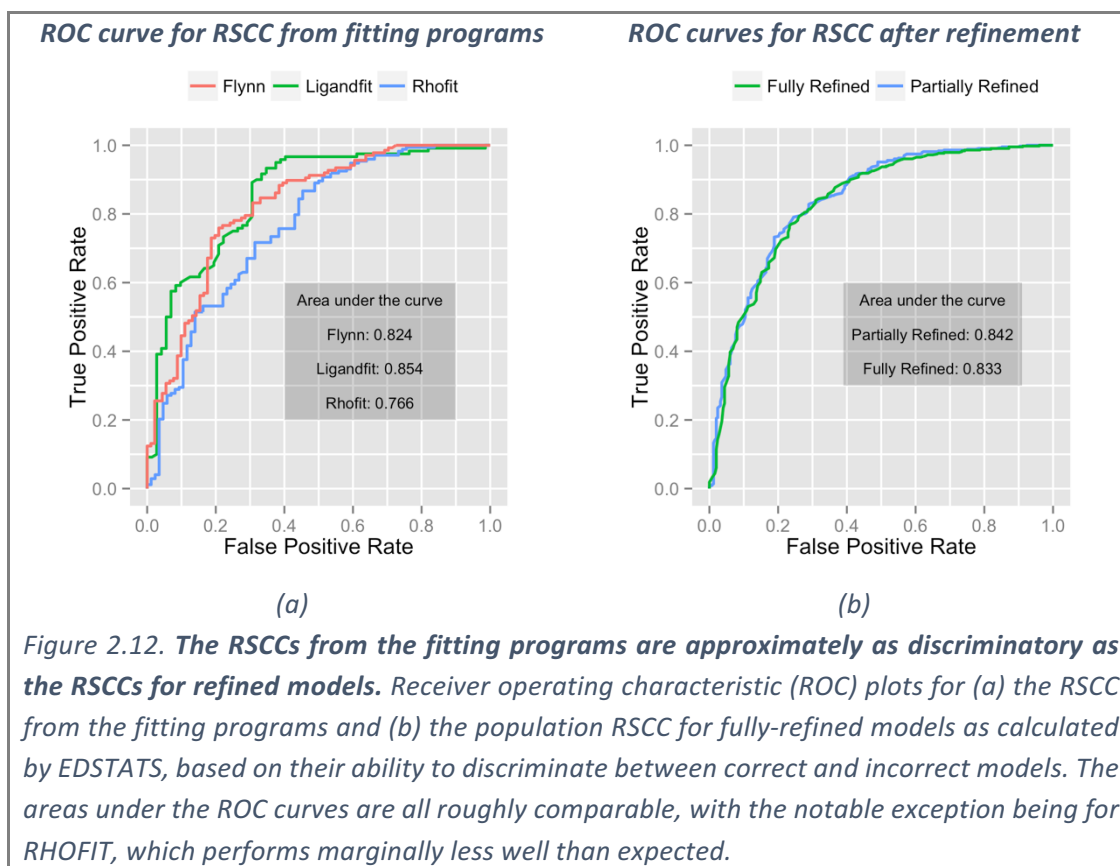 ROC curve for RSCC from fitting programs
Flynn Ligandfit Rhofit
True Positive Rate
1.0
0.8
0.6
0.4
0.2
0.0
Area under the curve
Flynn: 0.824
Ligandfit: 0.854
Rhofit: 0.766
0.0 0.2 0.4 0.6 0.8 1.0
False Positive Rate
(a)
ROC curves for RSCC after refinement
Fully Refined Partially Refined
True Positive Rate
1.0
0.8
0.6
0.4
0.2
0.0
Area under the curve
Partially Refined: 0.842
Fully Refined: 0.833
0.0 0.2 0.4 0.6 0.8 1.0
False Positive Rate
(b)
Figure 2.12. The RSCCs from the fitting programs are approximately as discriminatory as
the RSCCs for refined models. Receiver operating characteristic (ROC) plots for (a) the RSCC
from the fitting programs and (b) the population RSCC for fully-refined models as calculated
by EDSTATS, based on their ability to discriminate between correct and incorrect models. The
areas under the ROC curves are all roughly comparable, with the notable exception being for
RHOFIT, which performs marginally less well than expected.